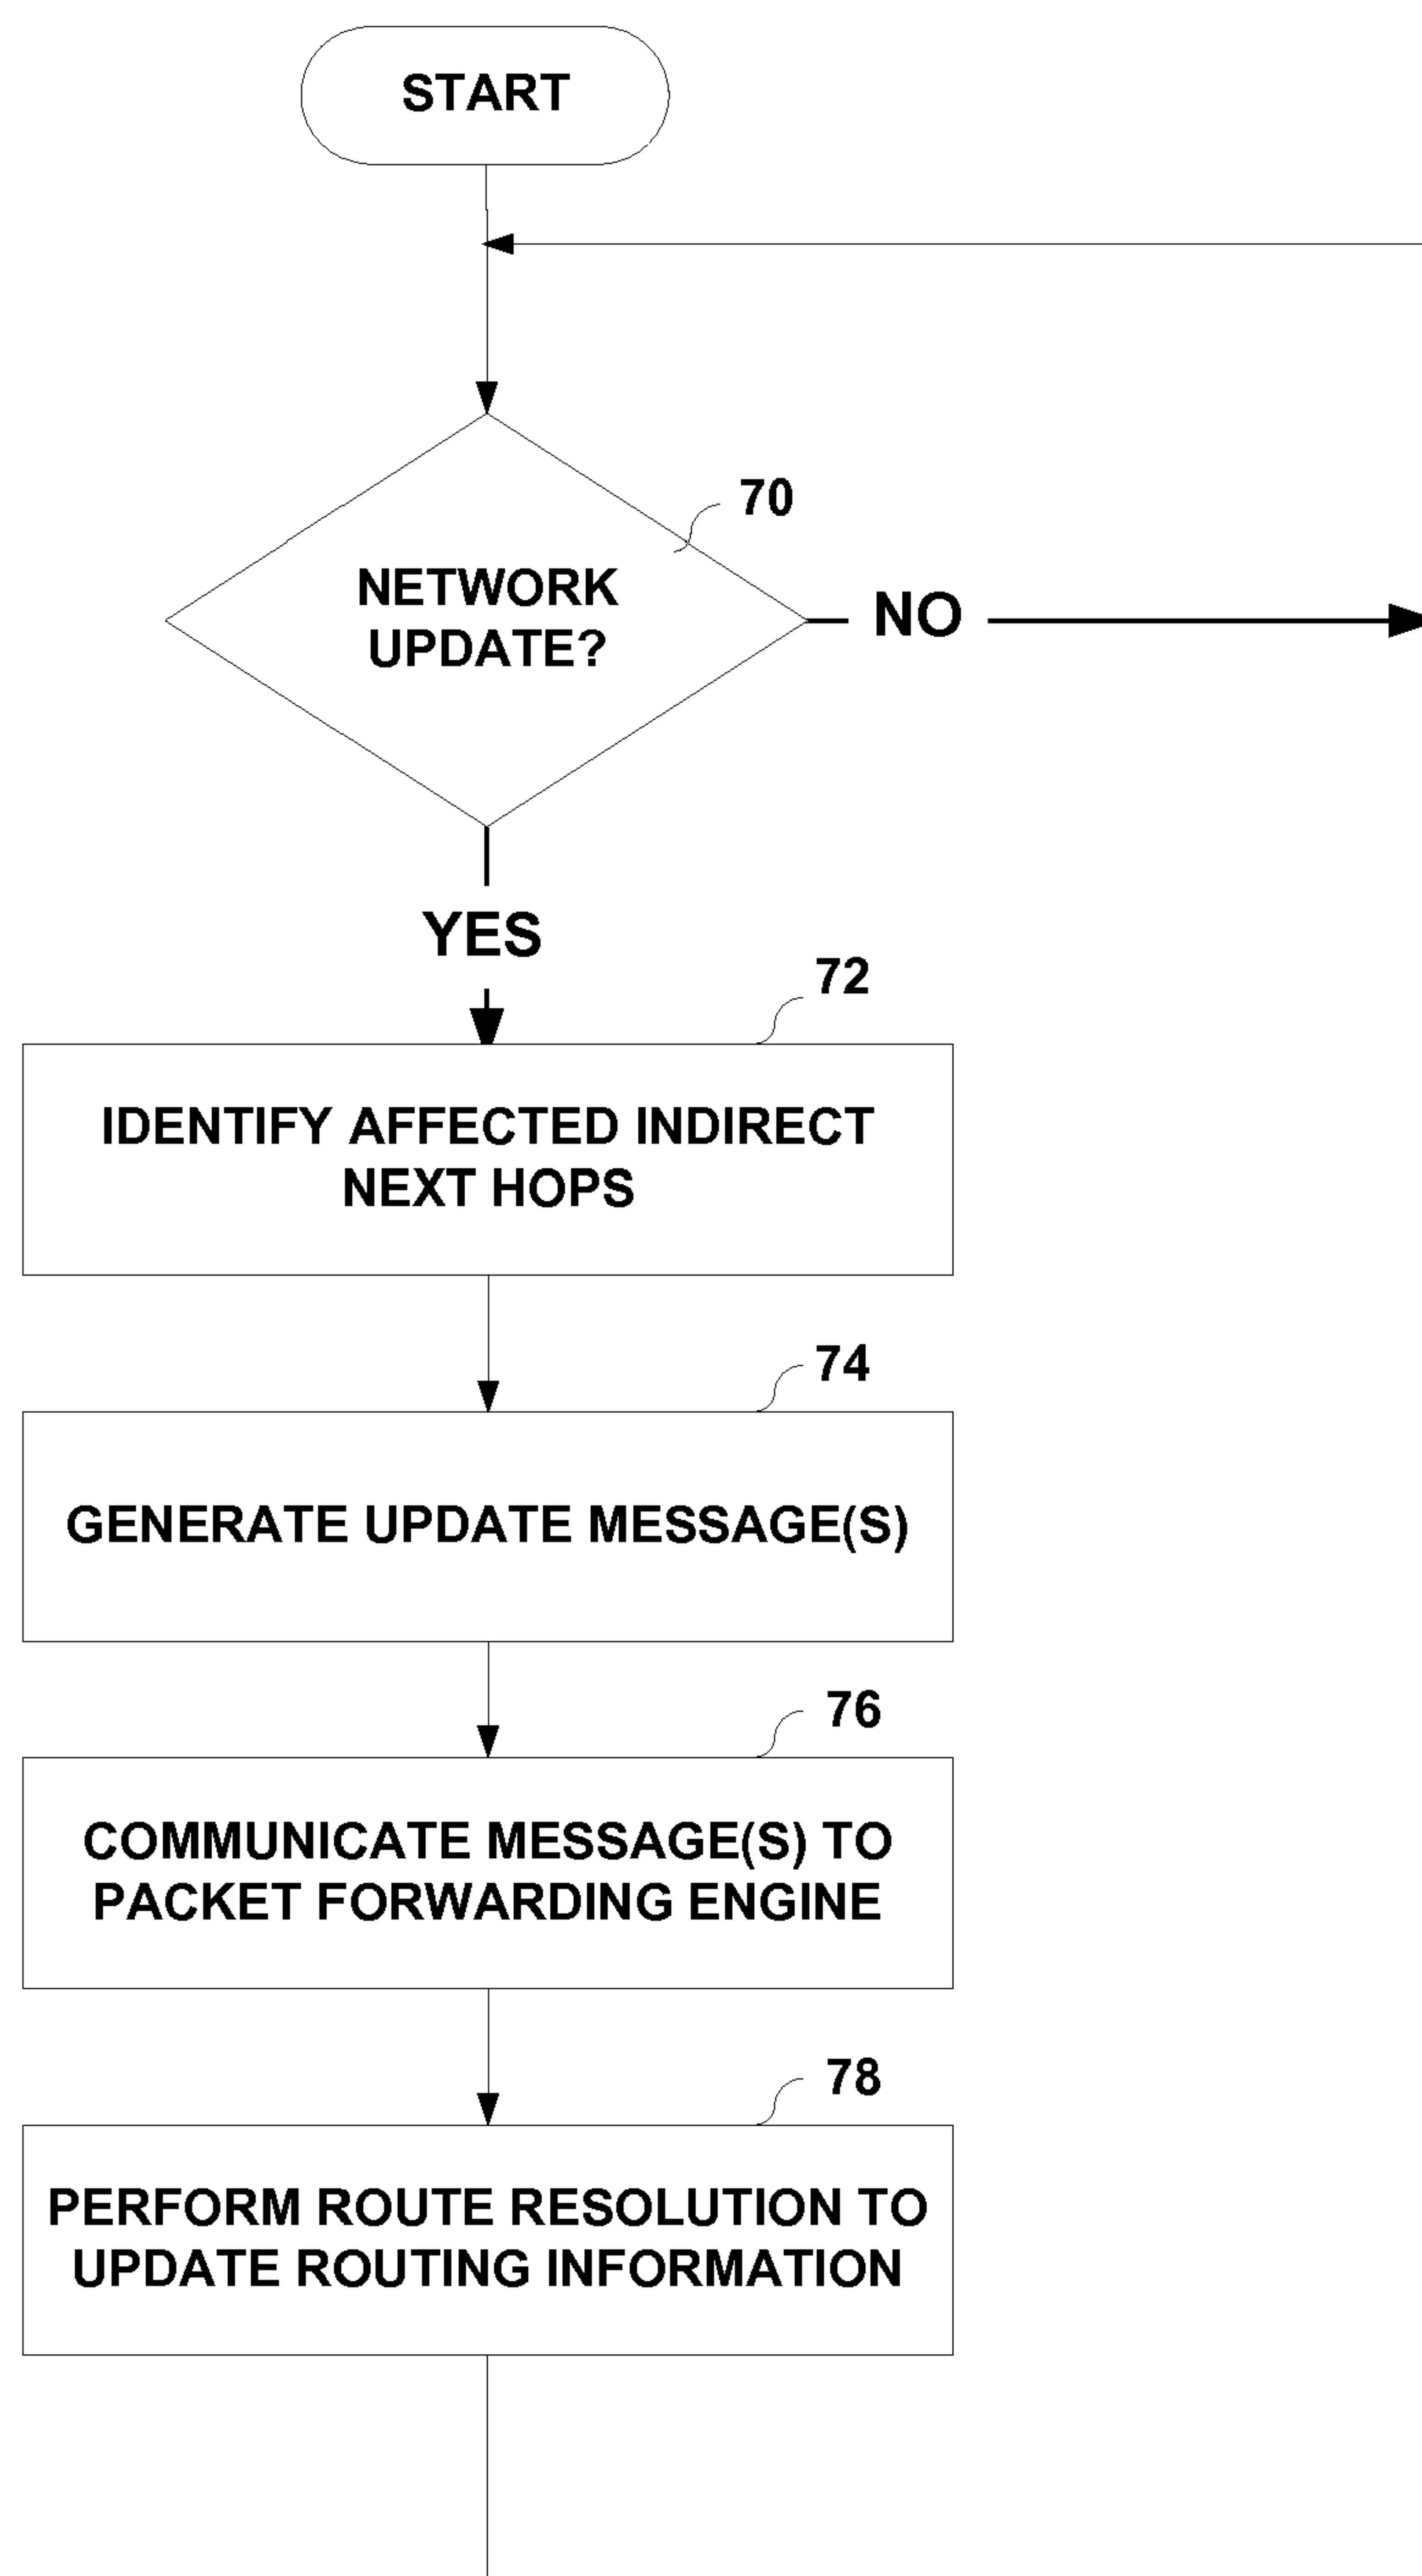 START
70
NETWORK
UPDATE?
NO
YES
72
IDENTIFY AFFECTED INDIRECT
NEXT HOPS
74
GENERATE UPDATE MESSAGE(S)
76
COMMUNICATE MESSAGE(S) TO
PACKET FORWARDING ENGINE
78
PERFORM ROUTE RESOLUTION TO
UPDATE ROUTING INFORMATION